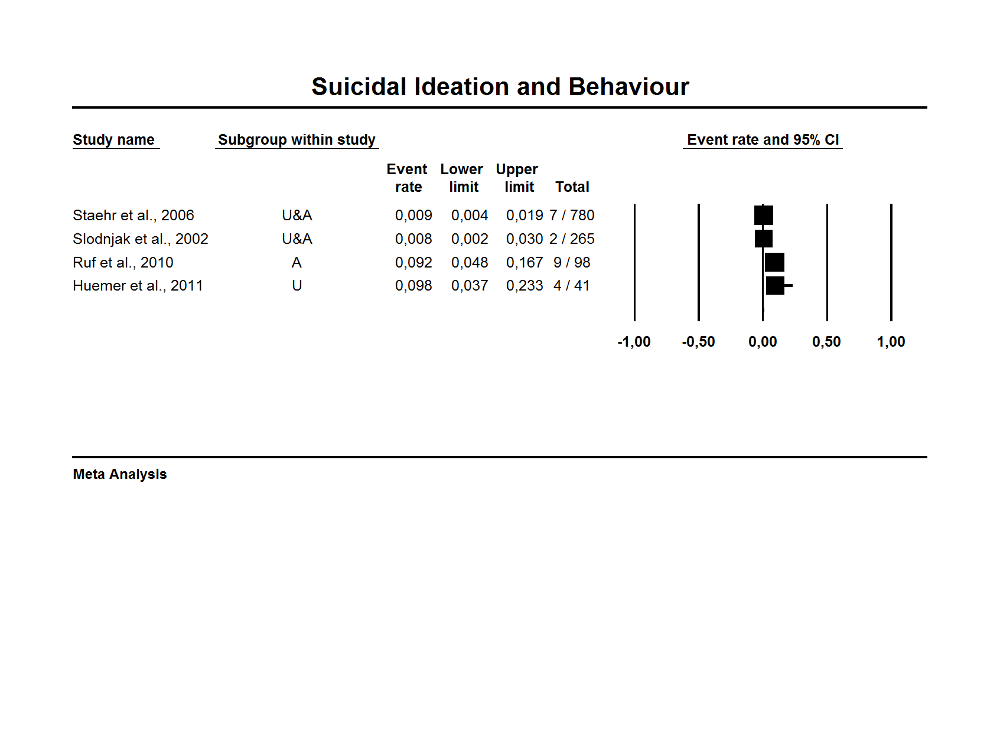 Suicidal Ideation and Behaviour
Study name Subgroup within study Event rate and 95% CI
Event Lower Upper
rate limit limit Total
Staehr et al., 2006 U&A 0,009 0,004 0,019 7 / 780
Slodnjak et al., 2002 U&A 0,008 0,002 0,030 2 / 265
Ruf et al., 2010 A 0,092 0,048 0,167 9 / 98
Huemer et al., 2011 U 0,098 0,037 0,233 4 / 41
-1,00 -0,50 0,00 0,50 1,00
Meta Analysis